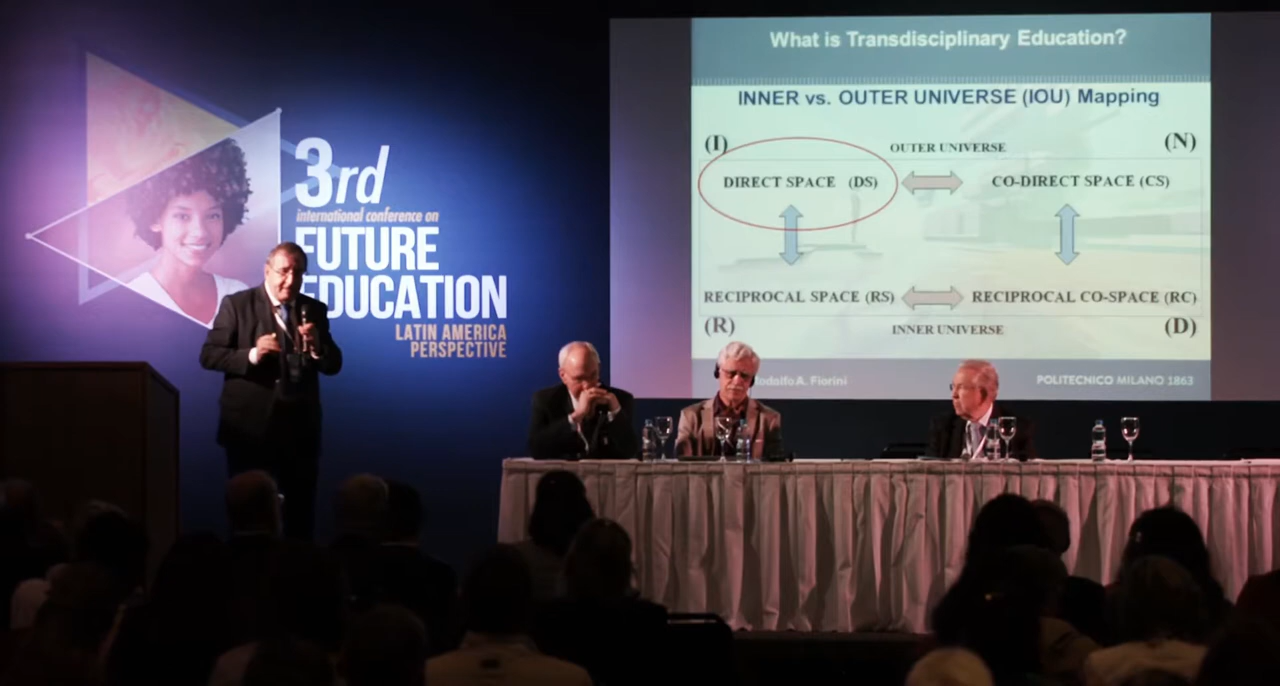 3rd
international conference on
FUTURE
EDUCATION
LATIN AMERICA
PERSPECTIVE
What is Transdisciplinary Education?
INNER vs. OUTER UNIVERSE (IOU) Mapping
(I) OUTER UNIVERSE (N)
DIRECT SPACE (DS) CO-DIRECT SPACE (CS)
RECIPROCAL SPACE (RS) RECIPROCAL CO-SPACE (RC)
(R) INNER UNIVERSE (D)
Rodolfo A. Fiorini POLITECNICO MILANO 1863